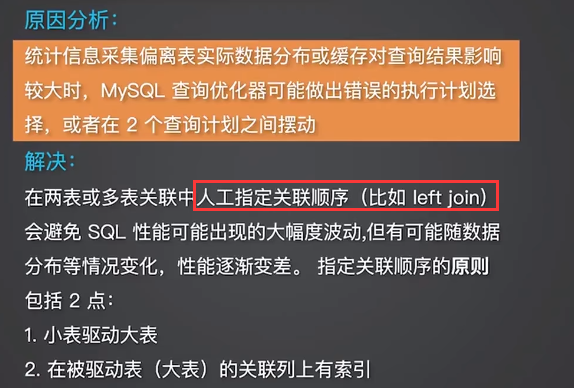 原因分析：
统计信息采集偏离表实际数据分布或缓存对查询结果影响
较大时，MySQL 查询优化器可能做出错误的执行计划选
择，或者在 2 个查询计划之间摆动
解决：
在两表或多表关联中人工指定关联顺序（比如 left join）
会避免 SQL 性能可能出现的大幅度波动,但有可能随数据
分布等情况变化，性能逐渐变差。 指定关联顺序的原则
包括 2 点：
1. 小表驱动大表
2. 在被驱动表（大表）的关联列上有索引